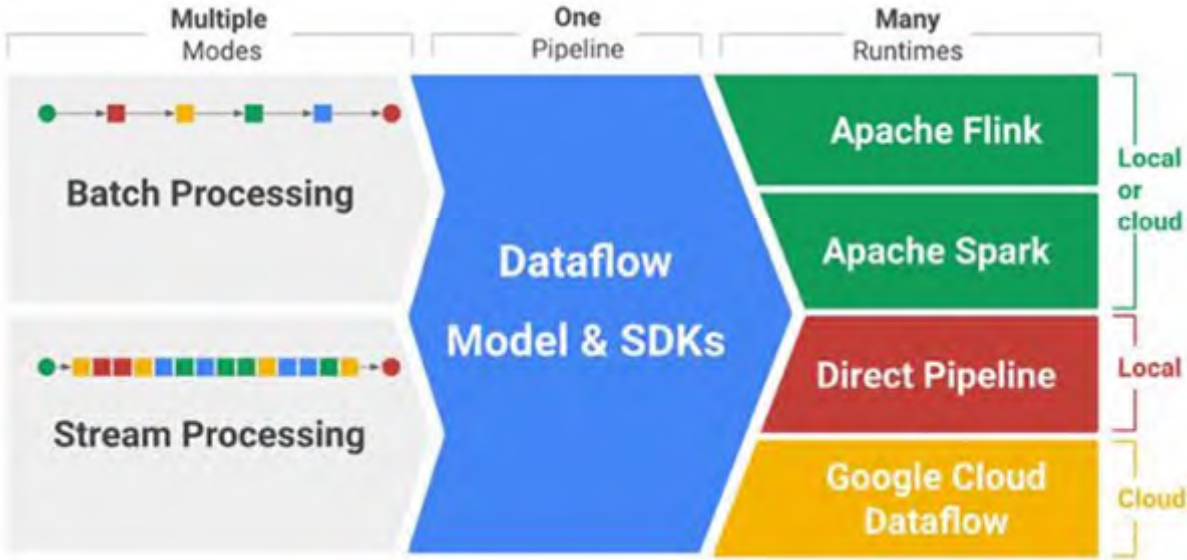 Multiple
Modes
One
Pipeline
Many
Runtimes
Batch Processing
Stream Processing
Dataflow
Model & SDKs
Apache Flink
Apache Spark
Direct Pipeline
Google Cloud
Dataflow
Local
or
cloud
Local
Cloud